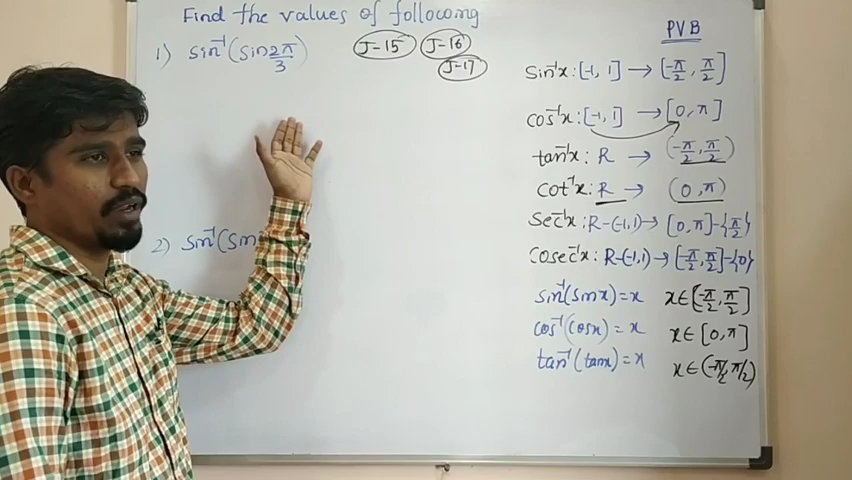 Find the values of following
1) sin⁻¹(sin 2π/3) J-15 J-16
J-17
2) sin⁻¹(sin
PVB
sin⁻¹x : [-1, 1] → [-π/2, π/2]
cos⁻¹x : [-1, 1] → [0, π]
tan⁻¹x : R → (-π/2, π/2)
cot⁻¹x : R → (0, π)
sec⁻¹x : R-(-1,1) → [0, π]-{π/2}
cosec⁻¹x : R-(-1,1) → [-π/2, π/2]-{0}
sin⁻¹(sinx) = x x ∈ [-π/2, π/2]
cos⁻¹(cosx) = x x ∈ [0, π]
tan⁻¹(tanx) = x x ∈ (-π/2, π/2)